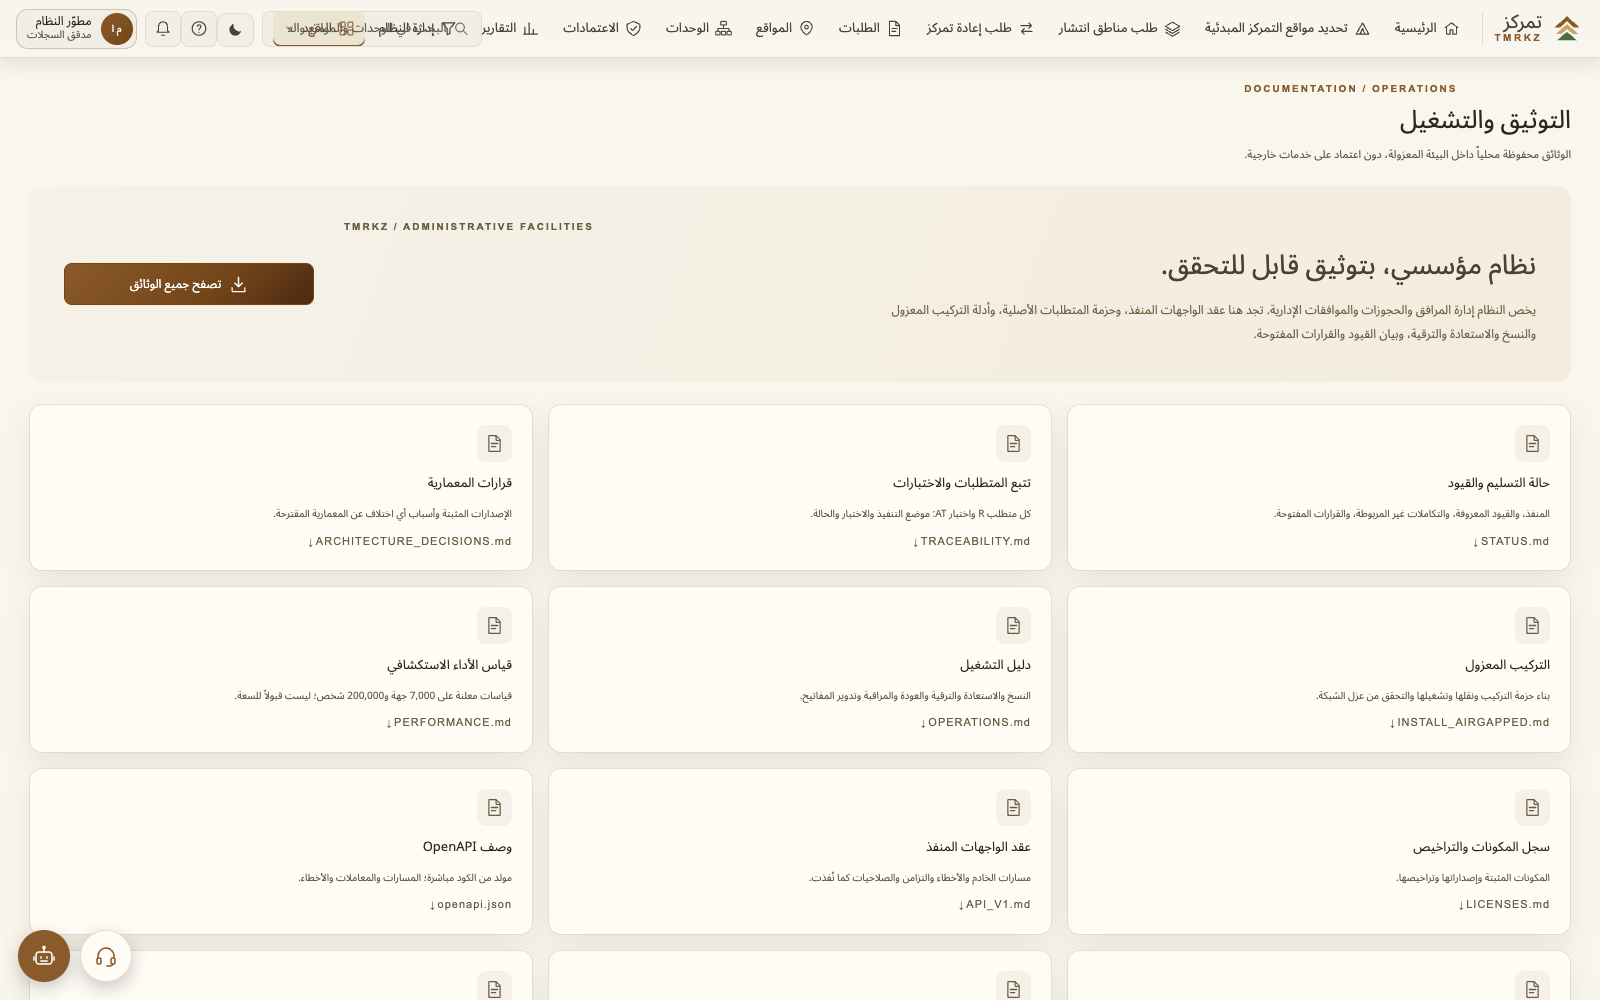 تمركز
TMRKZ
الرئيسية
تحديد مواقع التمركز المبدئية
طلب مناطق انتشار
طلب إعادة تمركز
الطلبات
المواقع
الوحدات
الاعتمادات
التقارير
مطوّر النظام
مدقق السجلات
م ا
DOCUMENTATION / OPERATIONS
التوثيق والتشغيل
الوثائق محفوظة محلياً داخل البيئة المعزولة، دون اعتماد على خدمات خارجية.
TMRKZ / ADMINISTRATIVE FACILITIES
نظام مؤسسي، بتوثيق قابل للتحقق.
يخص النظام إدارة المرافق والحجوزات والموافقات الإدارية. تجد هنا عقد الواجهات المنفذ، وحزمة المتطلبات الأصلية، وأدلة التركيب المعزول
والنسخ والاستعادة والترقية، وبيان القيود والقرارات المفتوحة.
تصفح جميع الوثائق
حالة التسليم والقيود
المنفذ، والقيود المعروفة، والتكاملات غير المربوطة، والقرارات المفتوحة.
STATUS.md ↓
تتبع المتطلبات والاختبارات
كل متطلب R واختبار AT: موضع التنفيذ والاختبار والحالة.
TRACEABILITY.md ↓
قرارات المعمارية
الإصدارات المثبتة وأسباب أي اختلاف عن المعمارية المقترحة.
ARCHITECTURE_DECISIONS.md ↓
التركيب المعزول
بناء حزمة التركيب ونقلها وتشغيلها والتحقق من عزل الشبكة.
INSTALL_AIRGAPPED.md ↓
دليل التشغيل
النسخ والاستعادة والترقية والعودة والمراقبة وتدوير المفاتيح.
OPERATIONS.md ↓
قياس الأداء الاستكشافي
قياسات معلنة على 7,000 جهة و200,000 شخص؛ ليست قبولاً للسعة.
PERFORMANCE.md ↓
سجل المكونات والتراخيص
المكونات المثبتة وإصداراتها وتراخيصها.
LICENSES.md ↓
عقد الواجهات المنفذ
مسارات الخادم والأخطاء والتزامن والصلاحيات كما نُفذت.
API_V1.md ↓
وصف OpenAPI
مولد من الكود مباشرة؛ المسارات والمعاملات والأخطاء.
openapi.json ↓